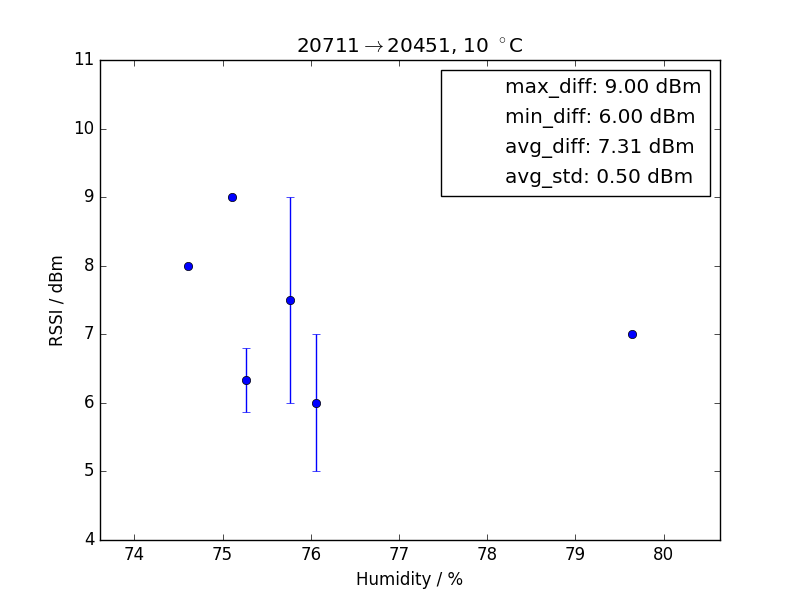 20711→20451, 10 °C
max_diff: 9.00 dBm
min_diff: 6.00 dBm
avg_diff: 7.31 dBm
avg_std: 0.50 dBm
RSSI / dBm
11
10
9
8
7
6
5
4
74 75 76 77 78 79 80
Humidity / %